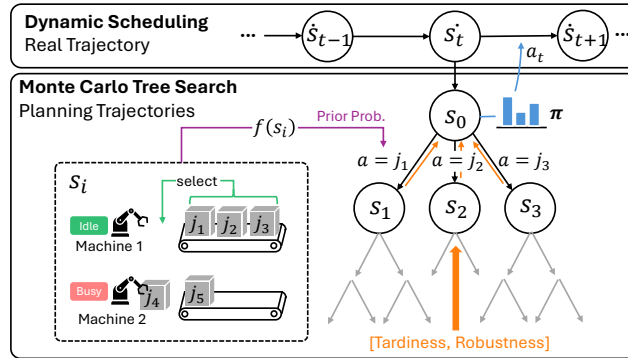 Dynamic Scheduling
Real Trajectory
... ṡₜ₋₁ ṡₜ ṡₜ₊₁ ...
aₜ
Monte Carlo Tree Search
Planning Trajectories
s₀ π
f(sᵢ) Prior Prob.
a = j₁ a = j₂ a = j₃
sᵢ
select
s₁ s₂ s₃
Idle j₁ j₂ j₃
Machine 1
Busy j₄ j₅
Machine 2
[Tardiness, Robustness]